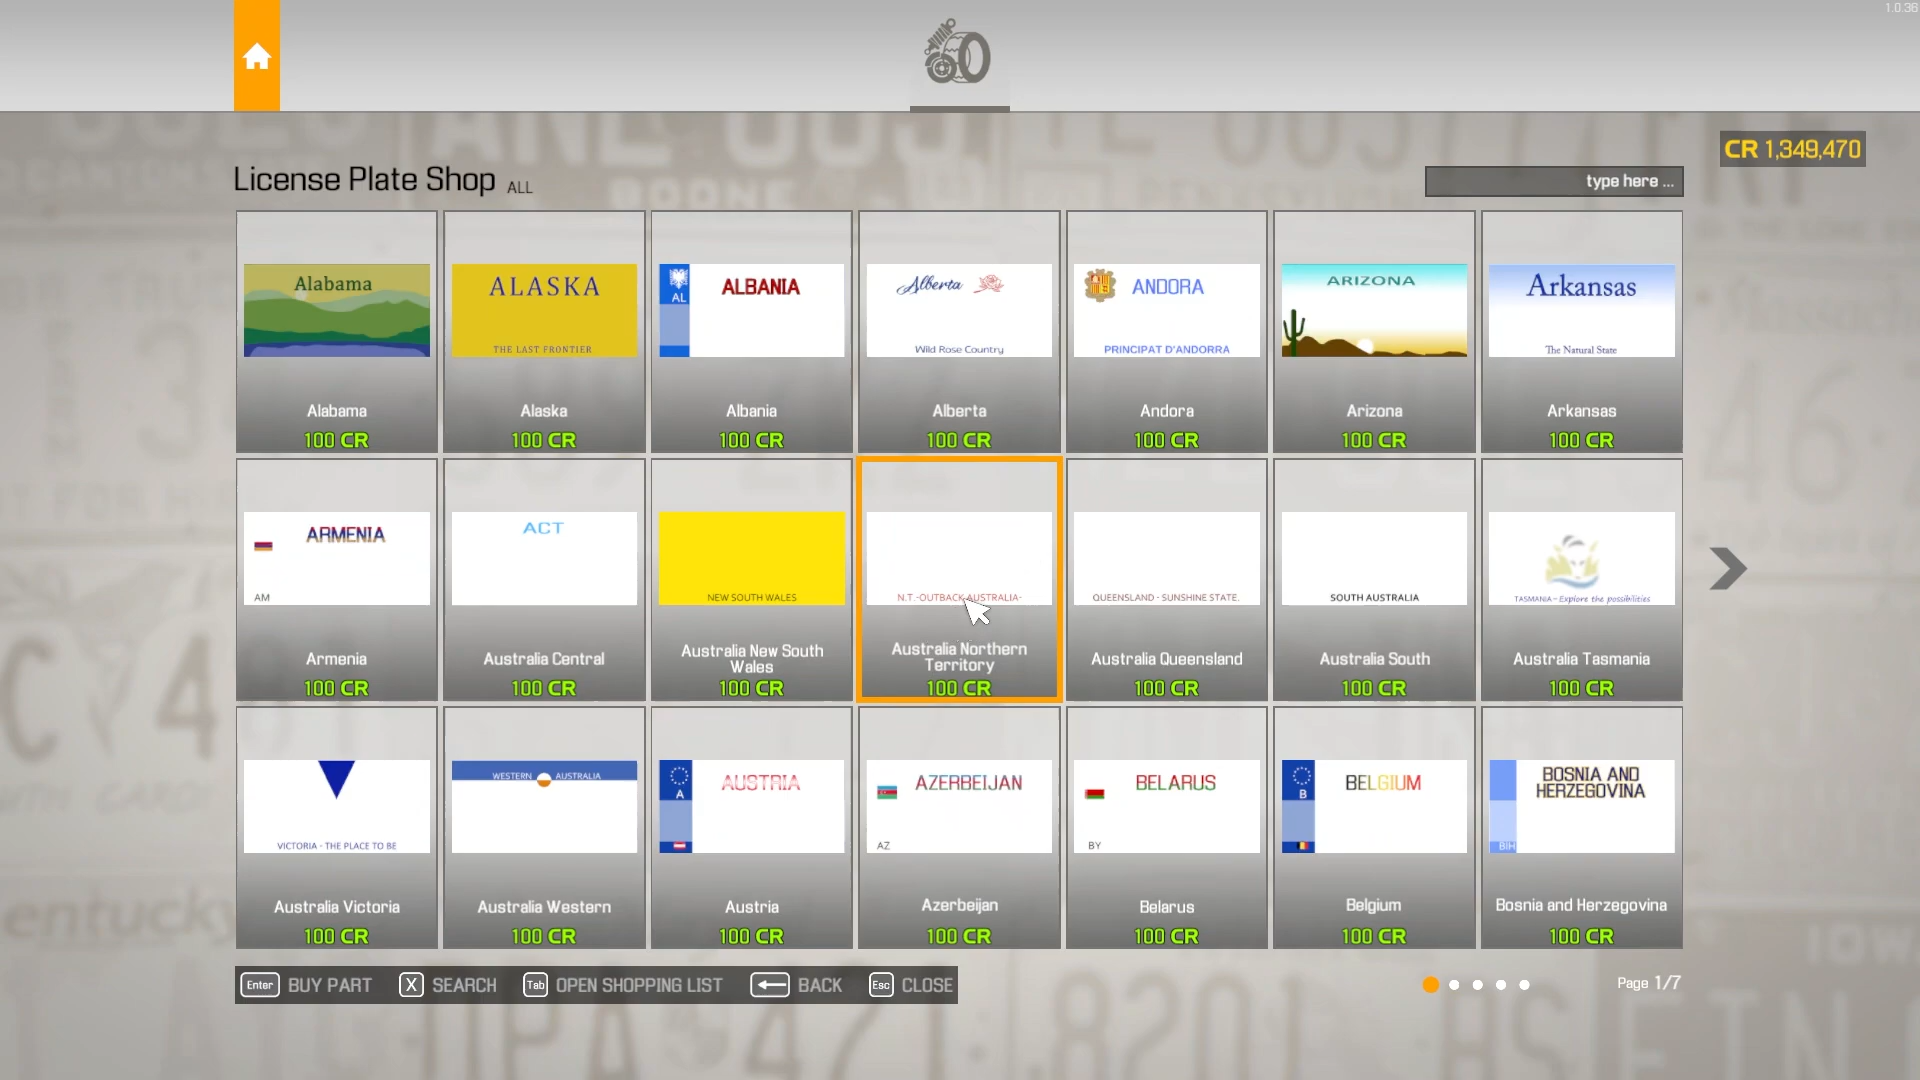 1.0.36
CR 1,349,470
License Plate Shop ALL
type here ...
Alabama
ALASKA
THE LAST FRONTIER
AL
ALBANIA
Alberta
Wild Rose Country
ANDORA
PRINCIPAT D'ANDORRA
ARIZONA
Arkansas
The Natural State
Alabama
100 CR
Alaska
100 CR
Albania
100 CR
Alberta
100 CR
Andora
100 CR
Arizona
100 CR
Arkansas
100 CR
ARMENIA
AM
ACT
NEW SOUTH WALES
N.T.-OUTBACK AUSTRALIA-
QUEENSLAND - SUNSHINE STATE.
SOUTH AUSTRALIA
TASMANIA - Explore the possibilities
Armenia
100 CR
Australia Central
100 CR
Australia New South
Wales
100 CR
Australia Northern
Territory
100 CR
Australia Queensland
100 CR
Australia South
100 CR
Australia Tasmania
100 CR
VICTORIA - THE PLACE TO BE
WESTERN AUSTRALIA
A
AUSTRIA
AZERBEIJAN
AZ
BELARUS
BY
B
BELGIUM
BOSNIA AND
HERZEGOVINA
BIH
Australia Victoria
100 CR
Australia Western
100 CR
Austria
100 CR
Azerbeijan
100 CR
Belarus
100 CR
Belgium
100 CR
Bosnia and Herzegovina
100 CR
Enter BUY PART X SEARCH Tab OPEN SHOPPING LIST BACK Esc CLOSE
Page 1/7